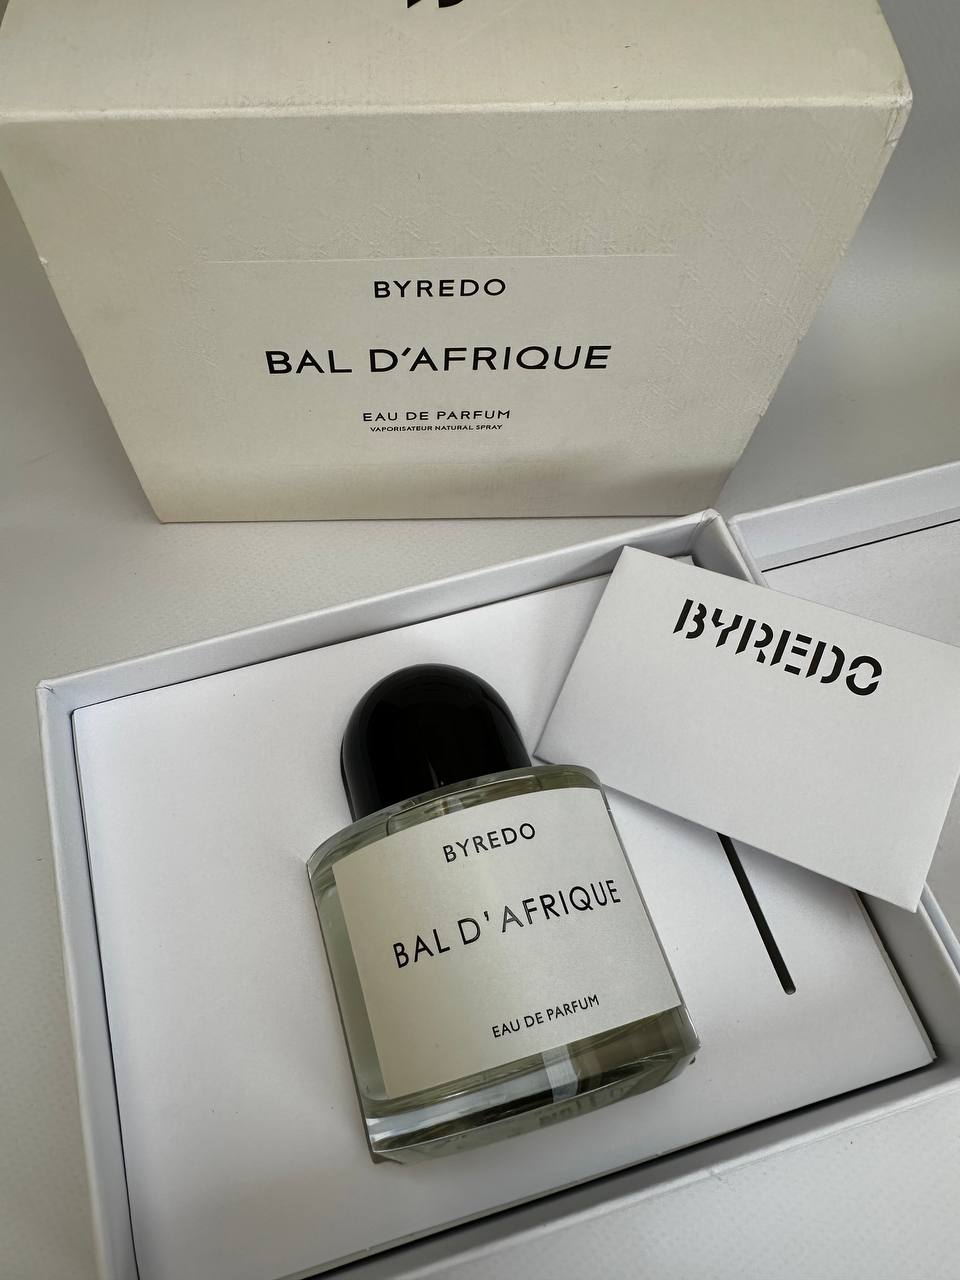 BYREDO
BAL D'AFRIQUE
EAU DE PARFUM
VAPORISATEUR NATURAL SPRAY
BYREDO
BYREDO
BAL D' AFRIQUE
EAU DE PARFUM